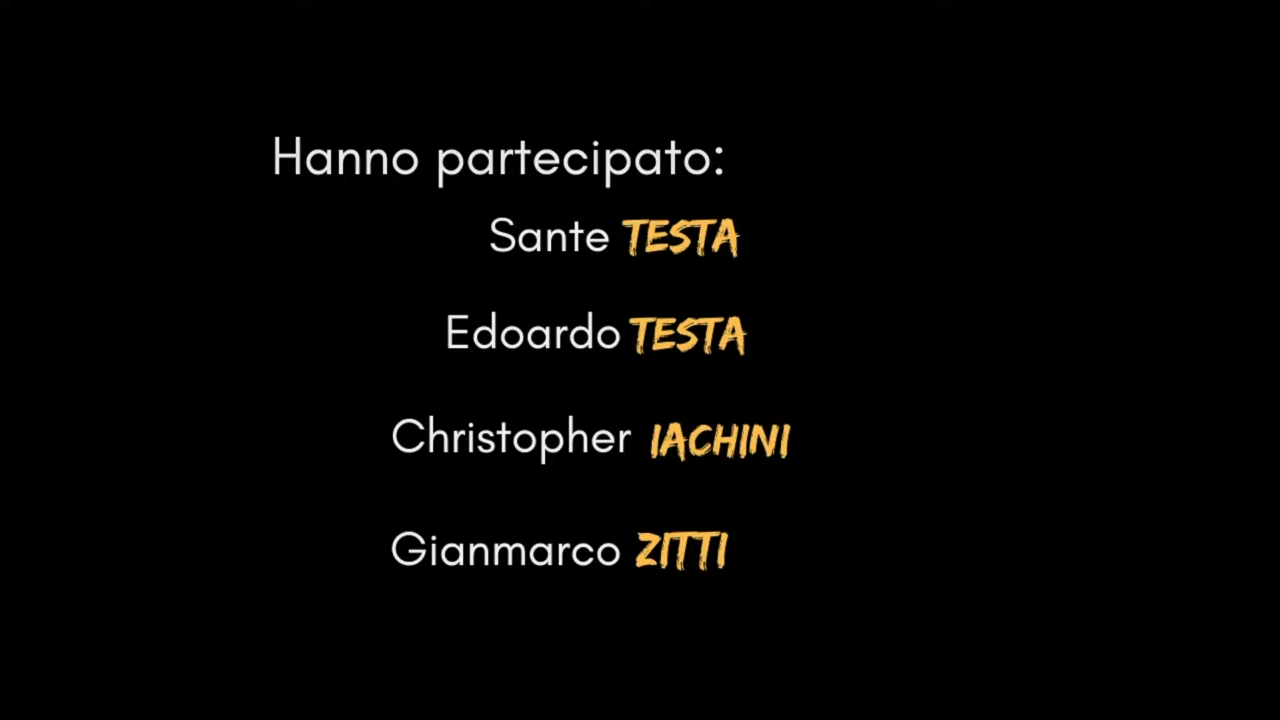 Hanno partecipato:
Sante TESTA
Edoardo TESTA
Christopher IACHINI
Gianmarco ZITTI